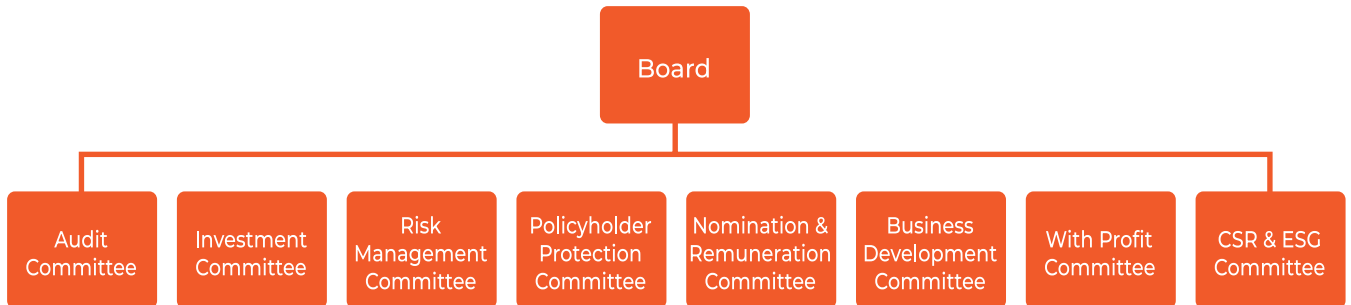 Board
Audit
Committee
Investment
Committee
Risk
Management
Committee
Policyholder
Protection
Committee
Nomination &
Remuneration
Committee
Business
Development
Committee
With Profit
Committee
CSR & ESG
Committee